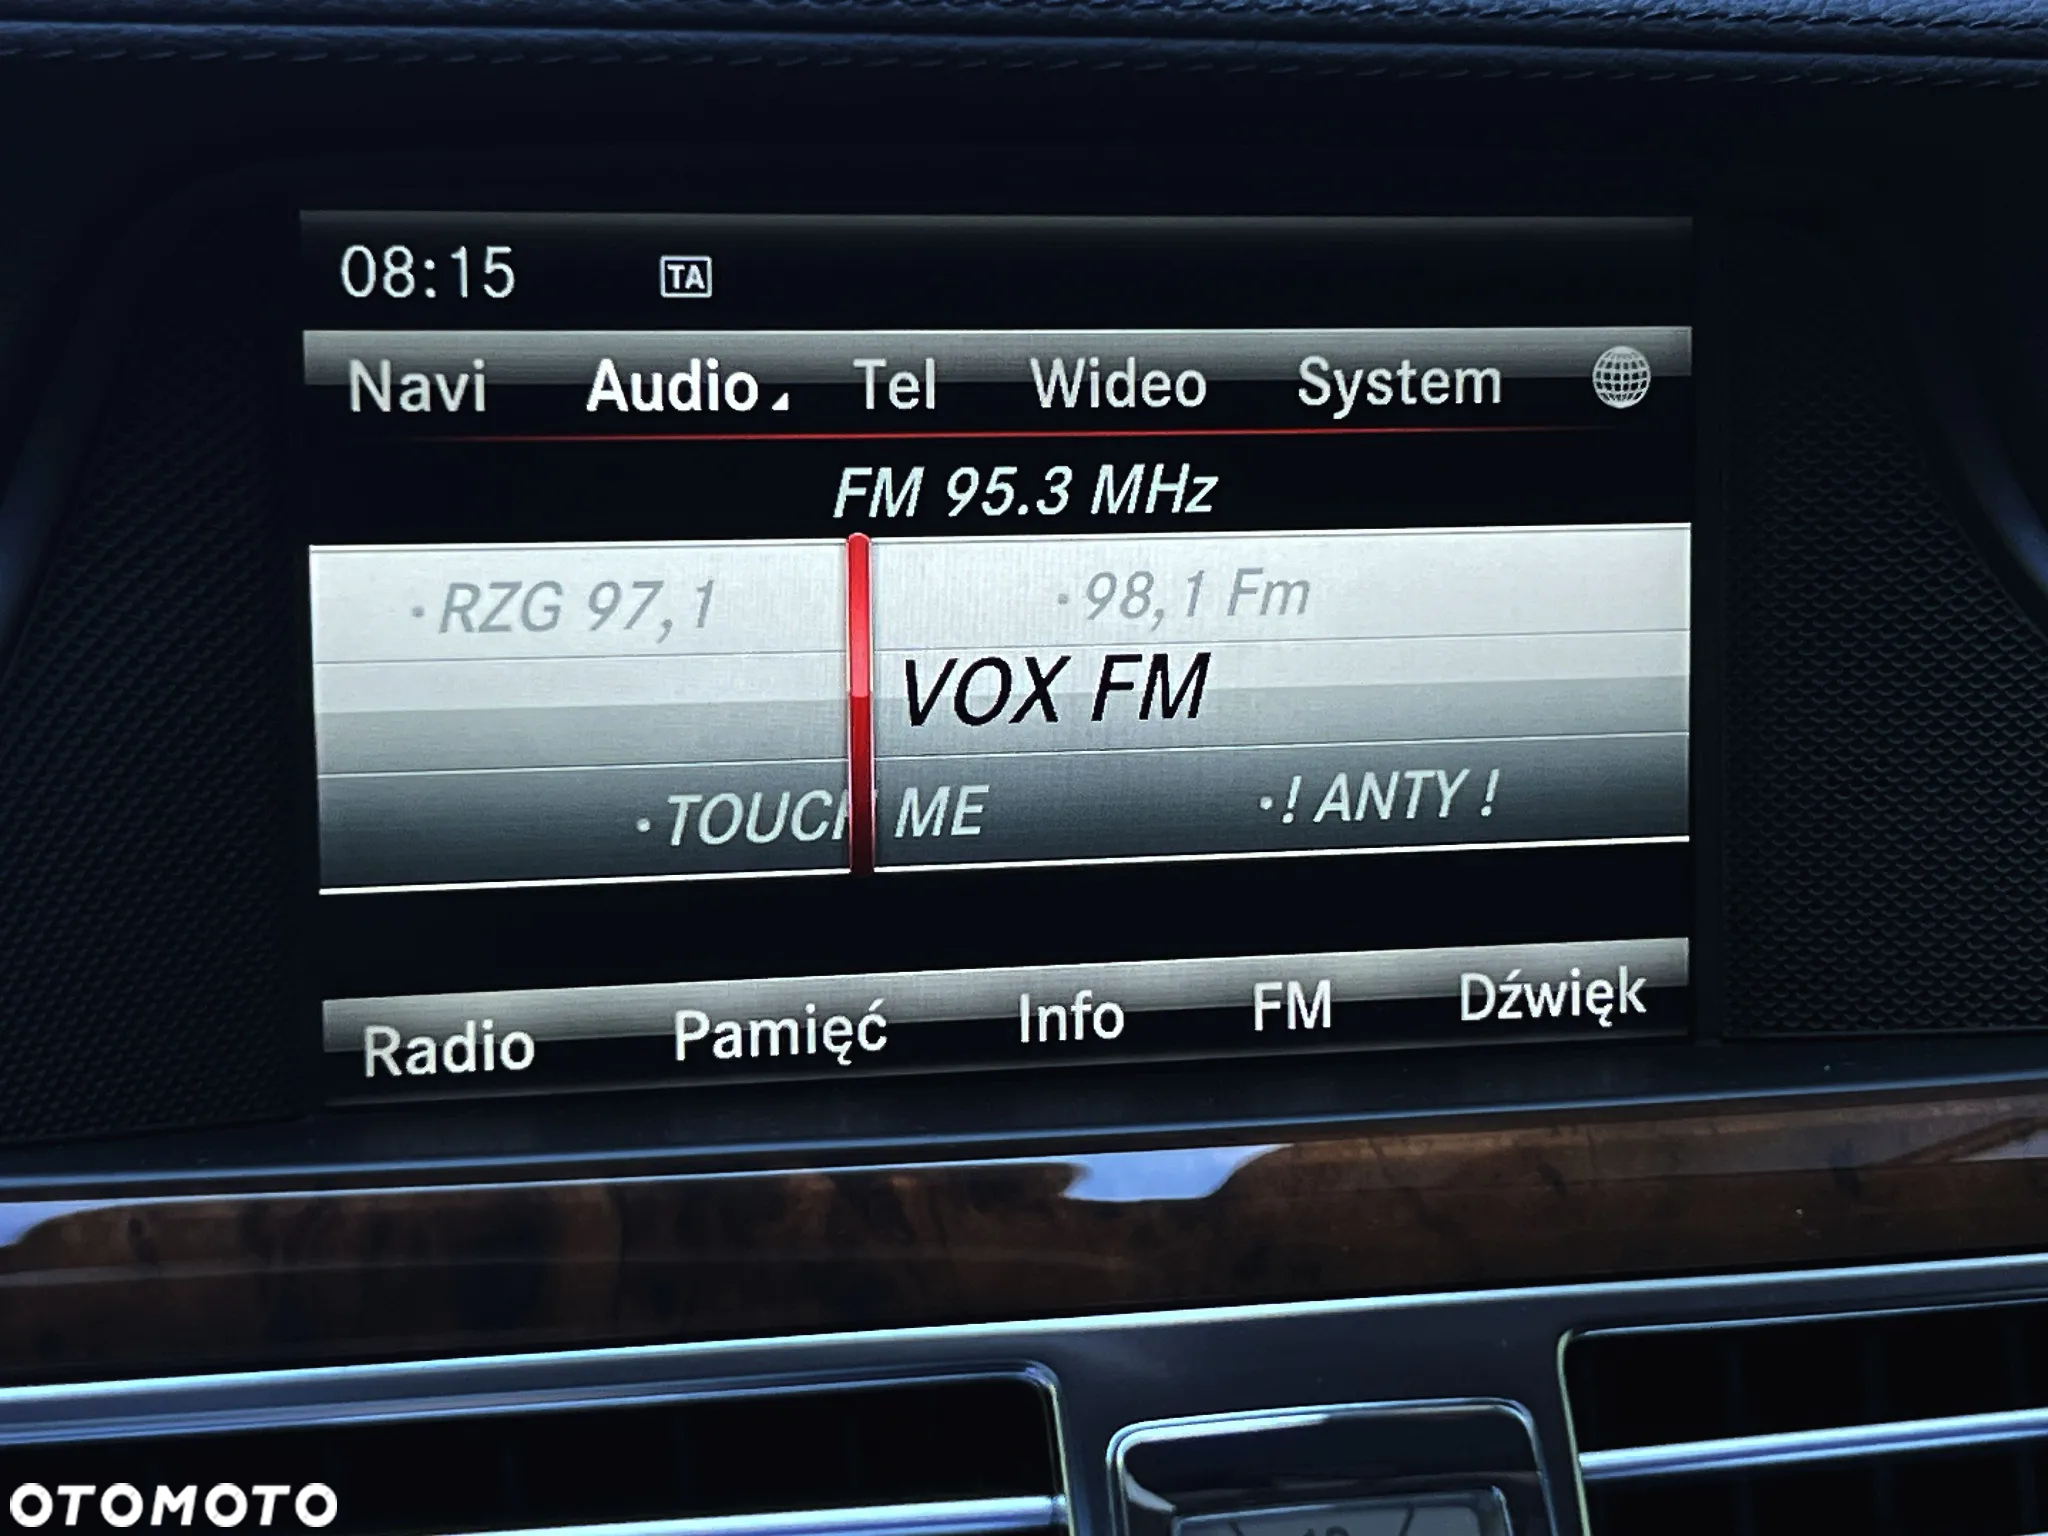 08:15 TA
Navi Audio Tel Wideo System
FM 95.3 MHz
·RZG 97,1 ·98,1 Fm
VOX FM
·TOUCH ME ·! ANTY !
Radio Pamięć Info FM Dźwięk
12
OTOMOTO